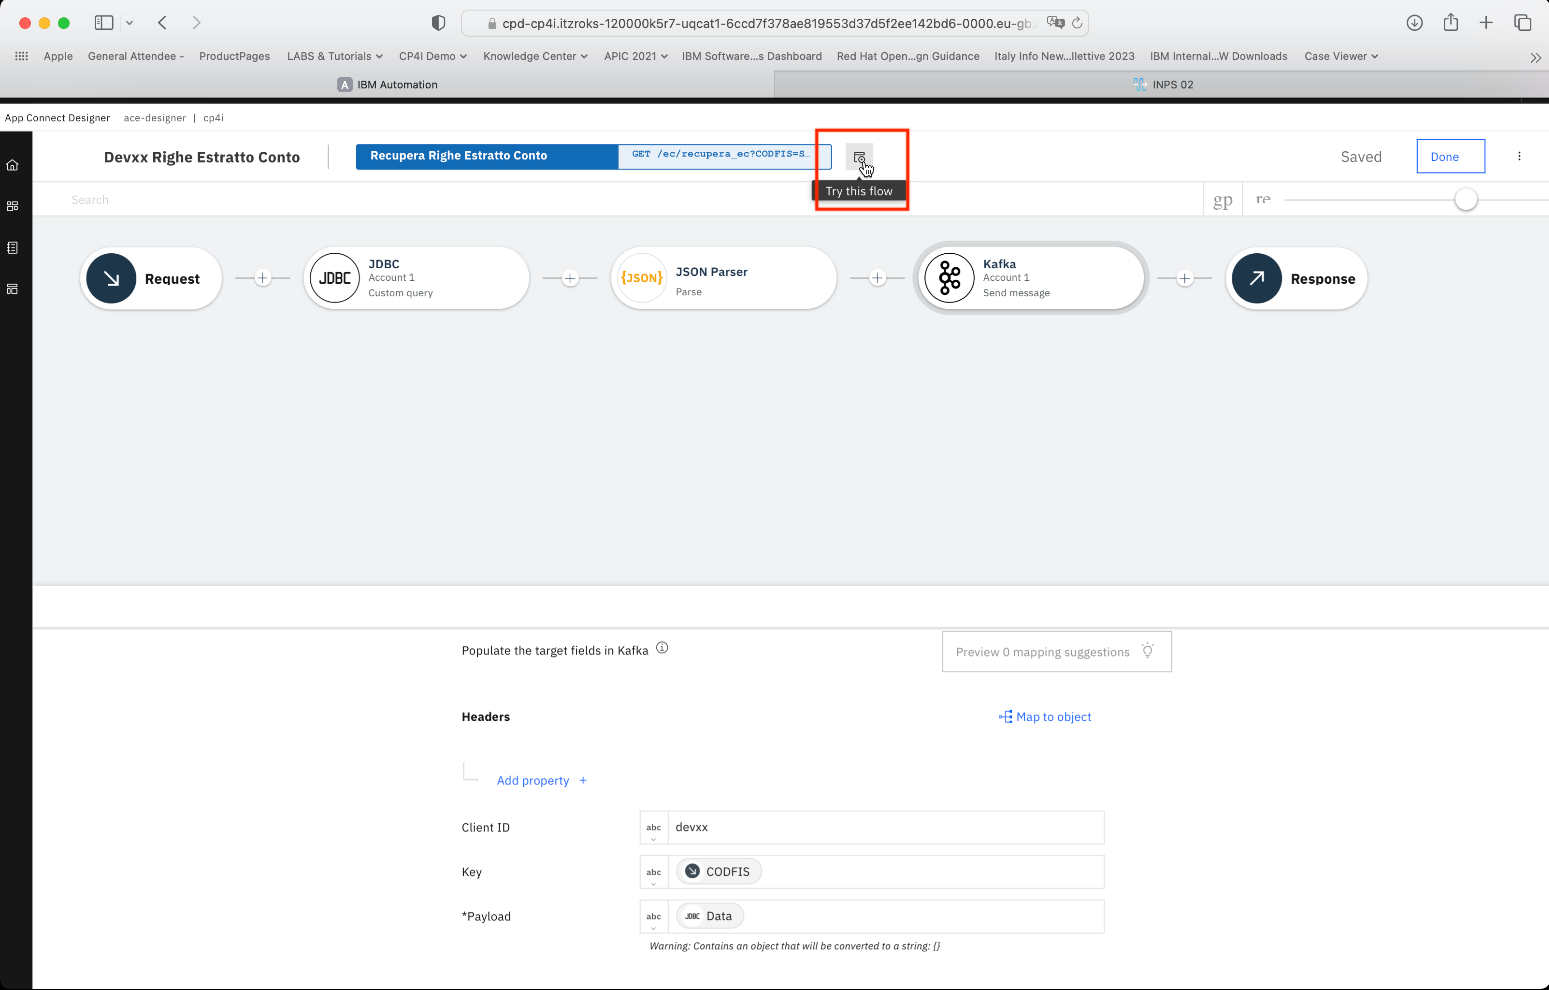 cpd-cp4i.itzroks-120000k5r7-uqcat1-6ccd7f378ae819553d37d5f2ee142bd6-0000.eu-gb.
Apple General Attendee - ProductPages LABS & Tutorials CP4I Demo Knowledge Center APIC 2021 IBM Software...s Dashboard Red Hat Open...gn Guidance Italy Info New...llettive 2023 IBM Internal...W Downloads Case Viewer
A IBM Automation INPS 02
App Connect Designer ace-designer | cp4i
Devxx Righe Estratto Conto Recupera Righe Estratto Conto GET /ec/recupera_ec?CODFIS=S... Saved Done
Try this flow
Search gp re
Request
JDBC
JDBC
Account 1
Custom query
{JSON}
JSON Parser
Parse
Kafka
Account 1
Send message
Response
Populate the target fields in Kafka Preview 0 mapping suggestions
Headers Map to object
Add property +
Client ID abc devxx
Key abc CODFIS
*Payload abc JDBC Data
Warning: Contains an object that will be converted to a string: {}